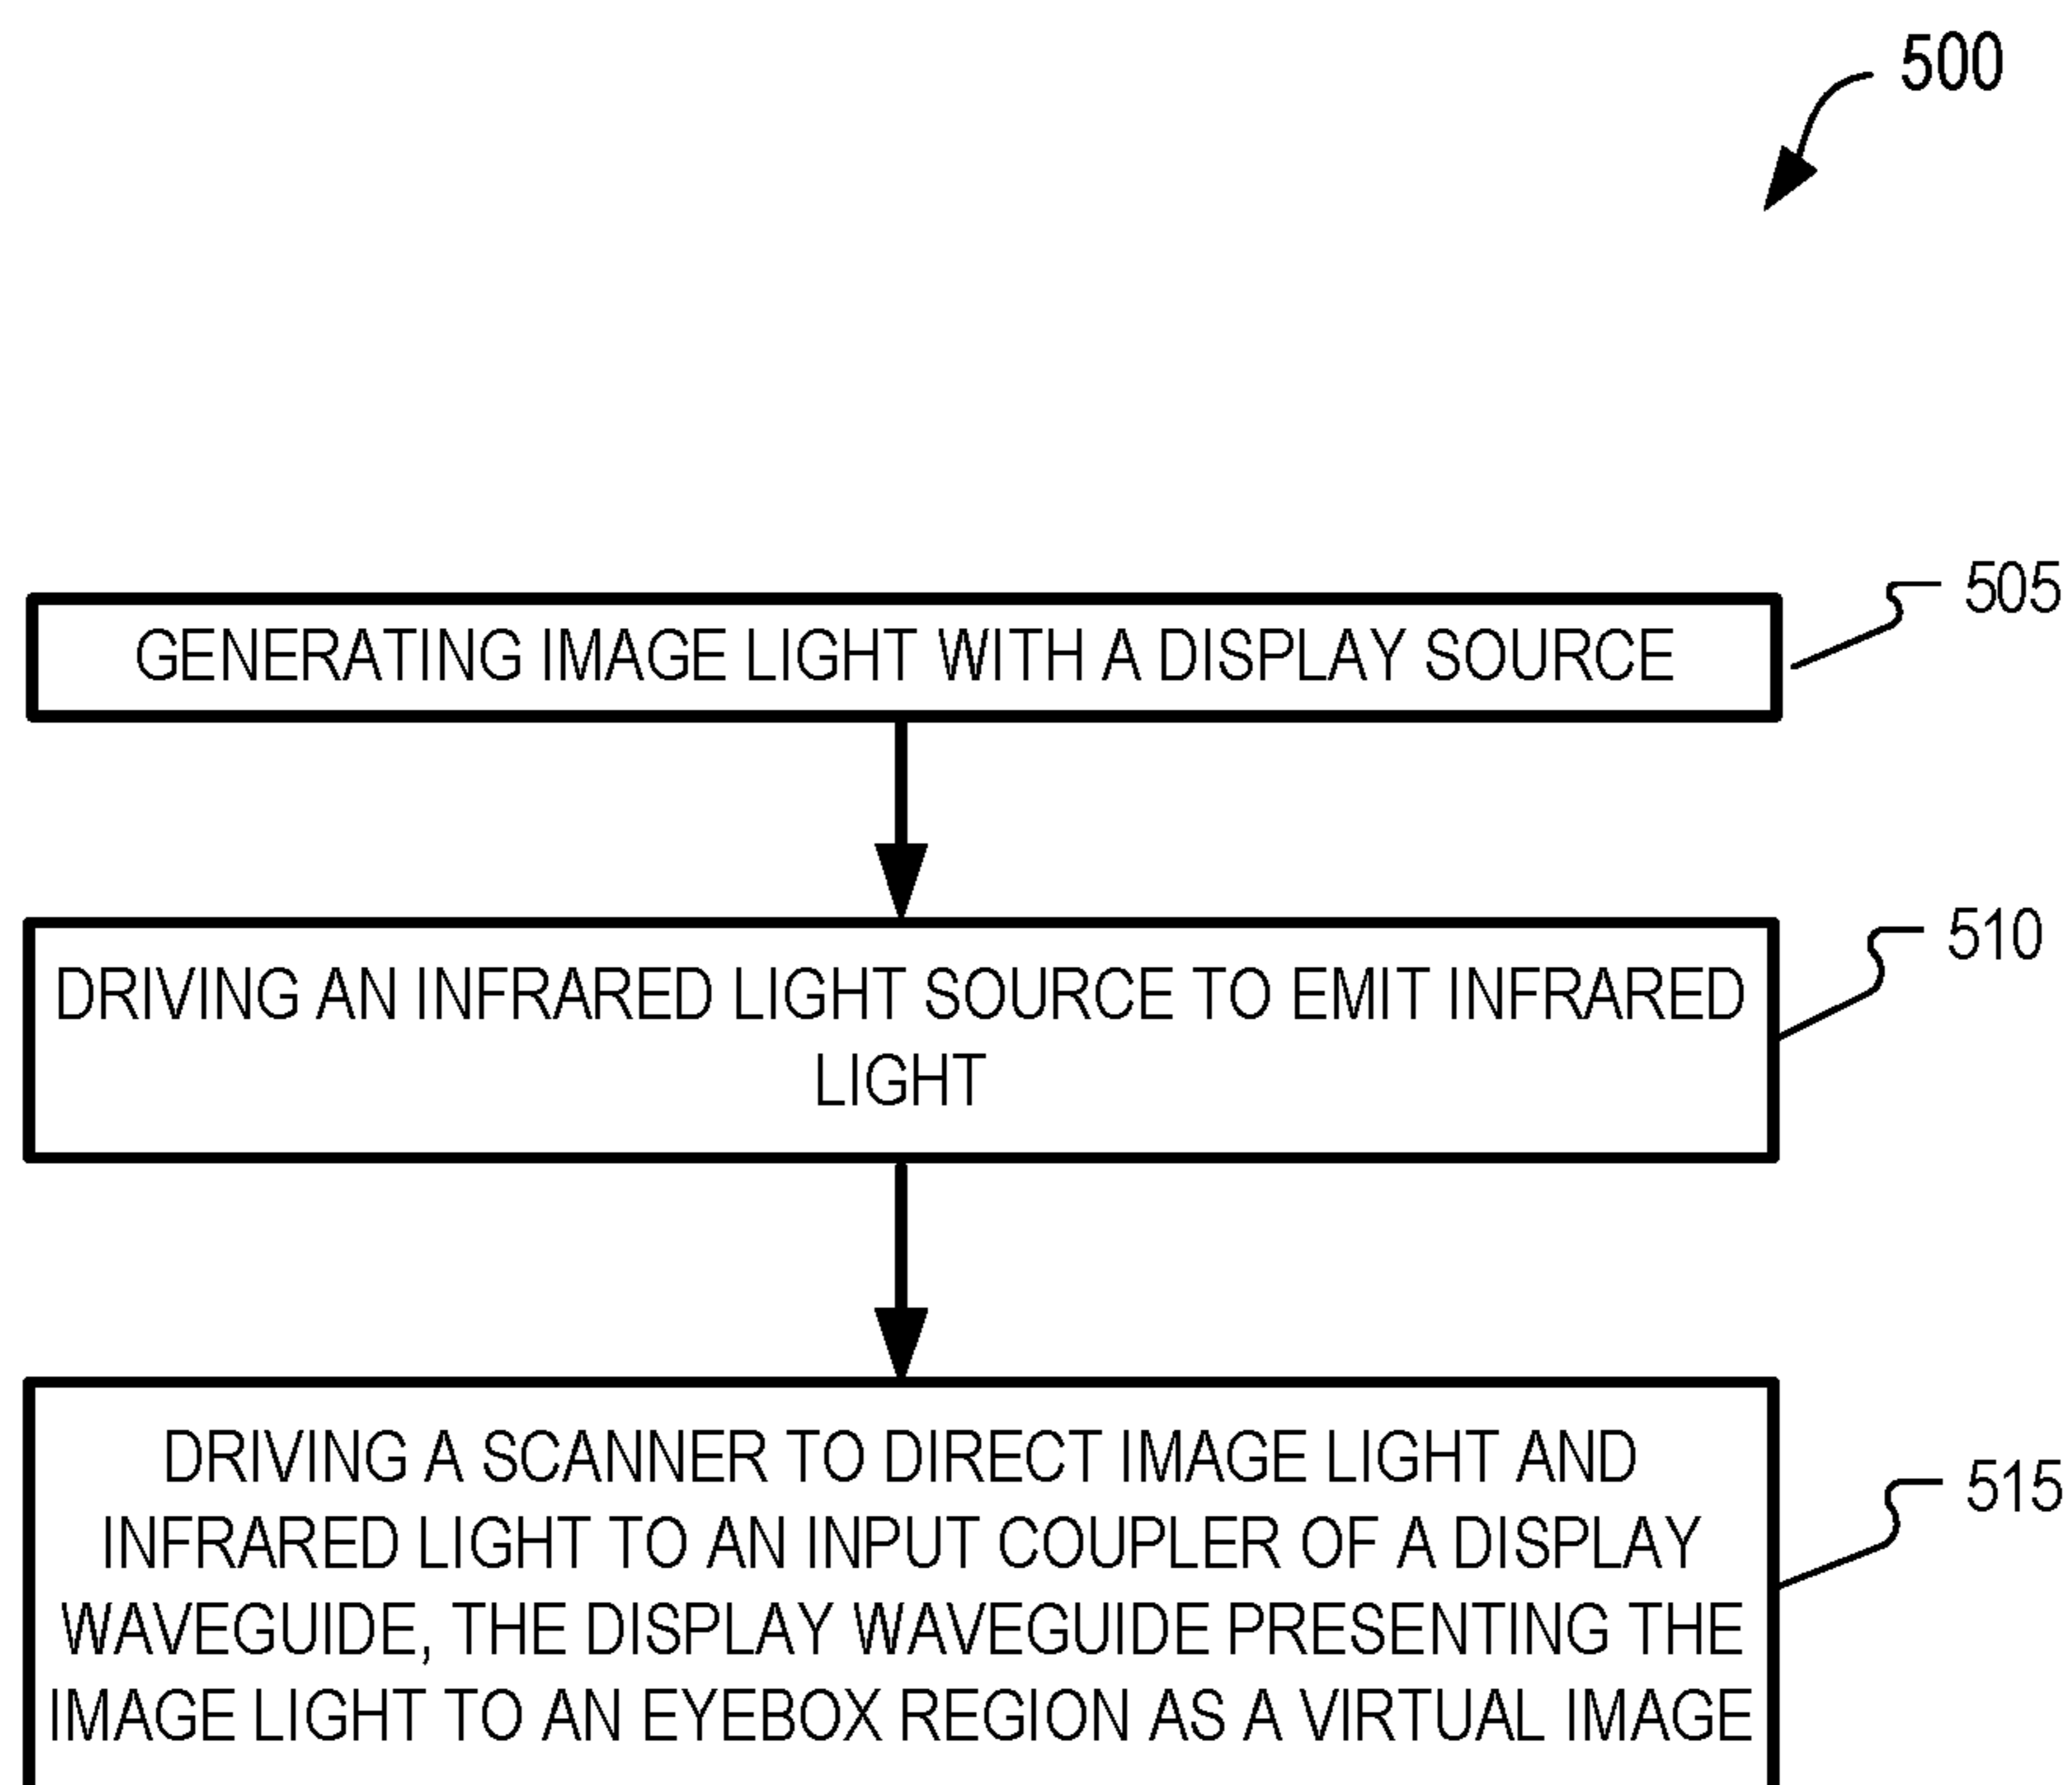 500
505
GENERATING IMAGE LIGHT WITH A DISPLAY SOURCE
510
DRIVING AN INFRARED LIGHT SOURCE TO EMIT INFRARED
LIGHT
515
DRIVING A SCANNER TO DIRECT IMAGE LIGHT AND
INFRARED LIGHT TO AN INPUT COUPLER OF A DISPLAY
WAVEGUIDE, THE DISPLAY WAVEGUIDE PRESENTING THE
IMAGE LIGHT TO AN EYEBOX REGION AS A VIRTUAL IMAGE